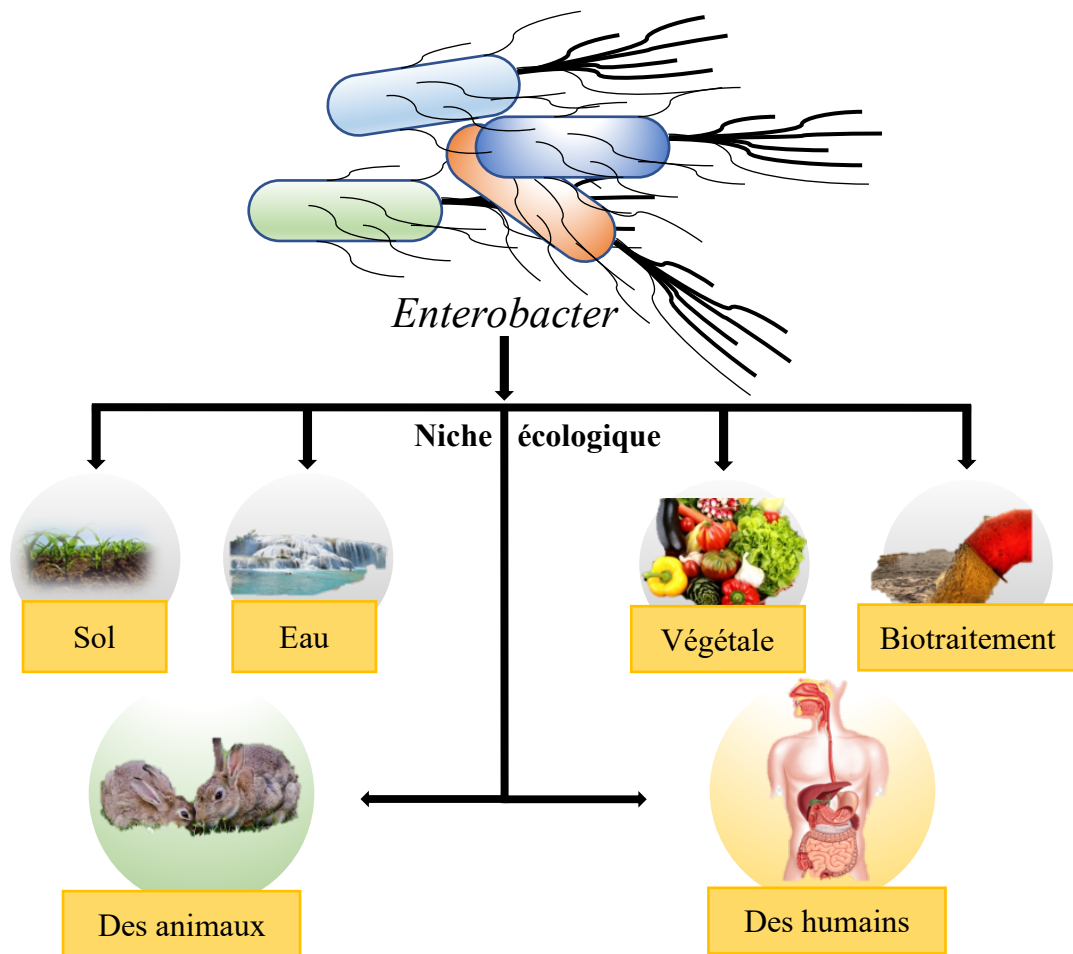 Enterobacter
Niche écologique
Sol
Eau
Végétale
Biotraitement
Des animaux
Des humains